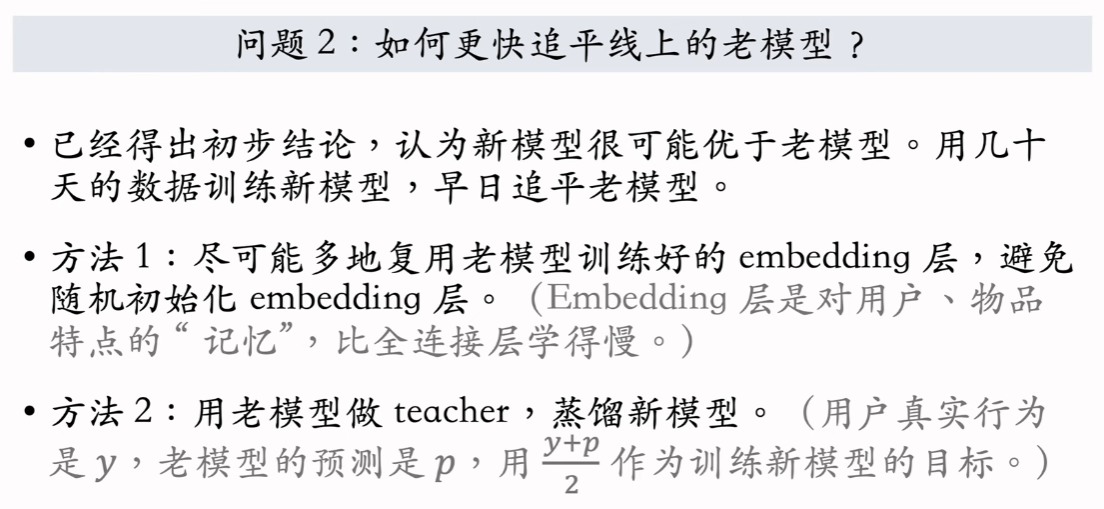 问题 2：如何更快追平线上的老模型？
• 已经得出初步结论，认为新模型很可能优于老模型。用几十
天的数据训练新模型，早日追平老模型。
• 方法 1：尽可能多地复用老模型训练好的 embedding 层，避免
随机初始化 embedding 层。（Embedding 层是对用户、物品
特点的“ 记忆”，比全连接层学得慢。）
• 方法 2：用老模型做 teacher，蒸馏新模型。（用户真实行为
是 y，老模型的预测是 p，用 \frac{y+p}{2} 作为训练新模型的目标。）